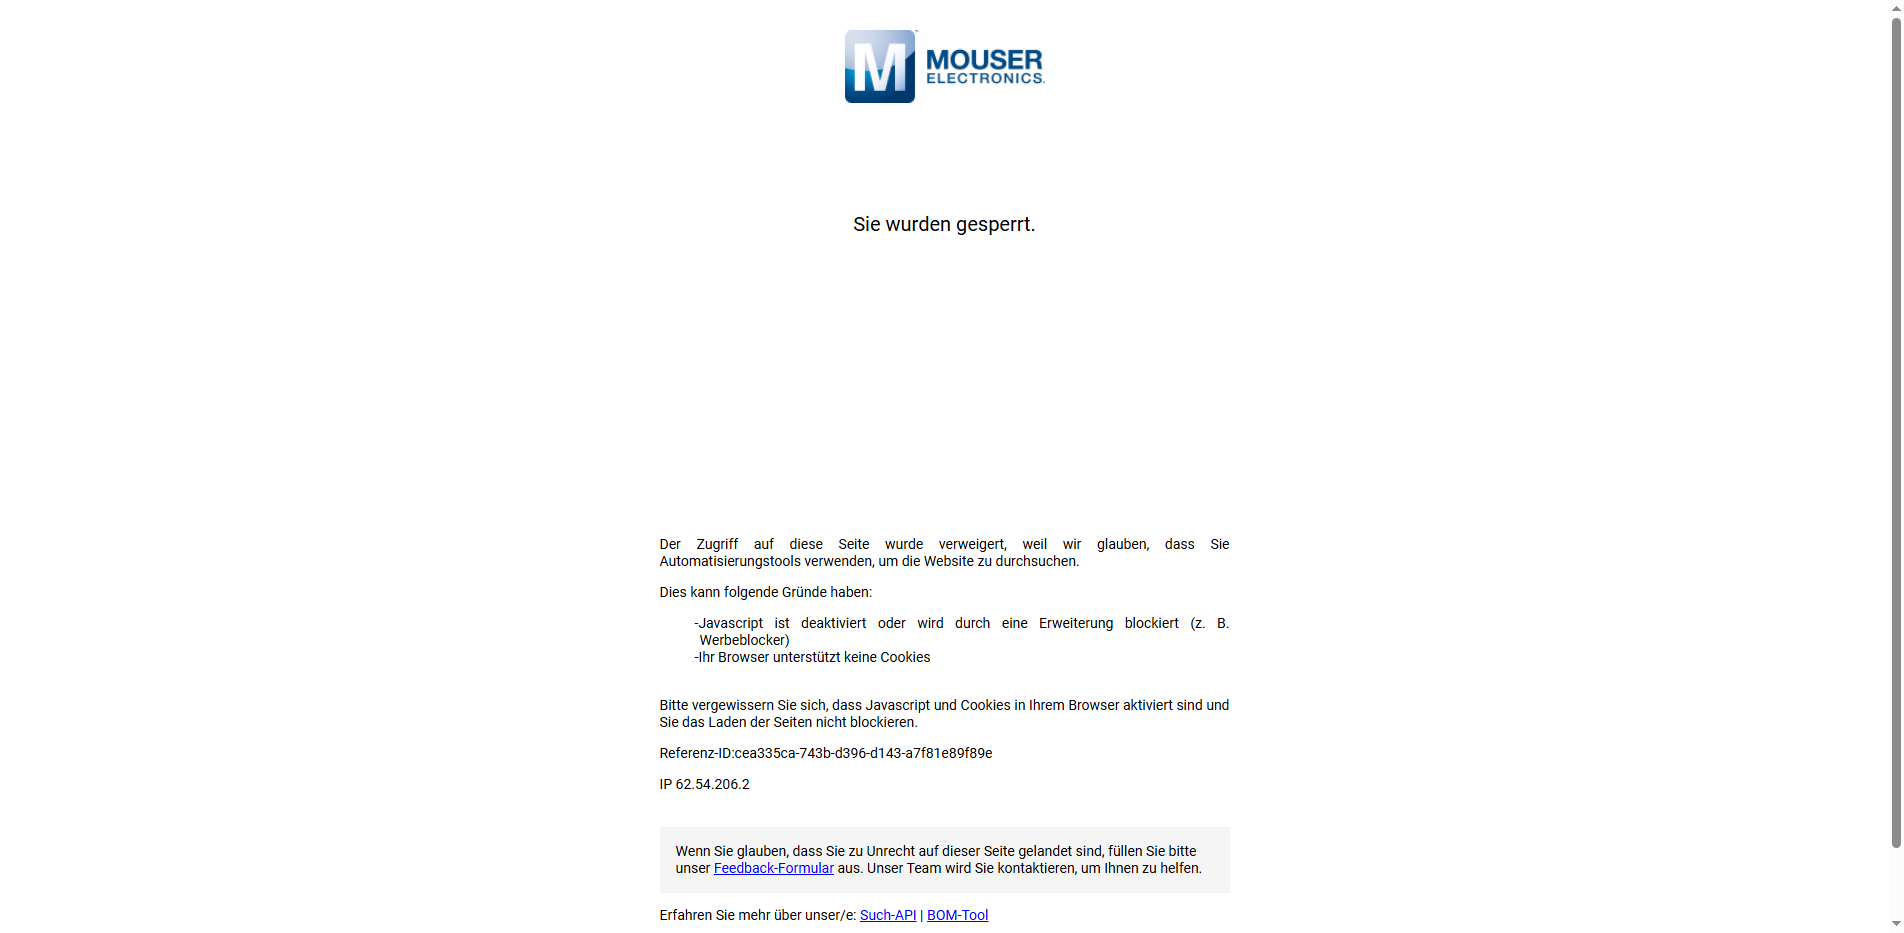 MOUSER
ELECTRONICS
Sie wurden gesperrt.
Der Zugriff auf diese Seite wurde verweigert, weil wir glauben, dass Sie
Automatisierungstools verwenden, um die Website zu durchsuchen.
Dies kann folgende Gründe haben:
-Javascript ist deaktiviert oder wird durch eine Erweiterung blockiert (z. B.
Werbeblocker)
-Ihr Browser unterstützt keine Cookies
Bitte vergewissern Sie sich, dass Javascript und Cookies in Ihrem Browser aktiviert sind und
Sie das Laden der Seiten nicht blockieren.
Referenz-ID:cea335ca-743b-d396-d143-a7f81e89f89e
IP 62.54.206.2
Wenn Sie glauben, dass Sie zu Unrecht auf dieser Seite gelandet sind, füllen Sie bitte
unser Feedback-Formular aus. Unser Team wird Sie kontaktieren, um Ihnen zu helfen.
Erfahren Sie mehr über unser/e: Such-API | BOM-Tool